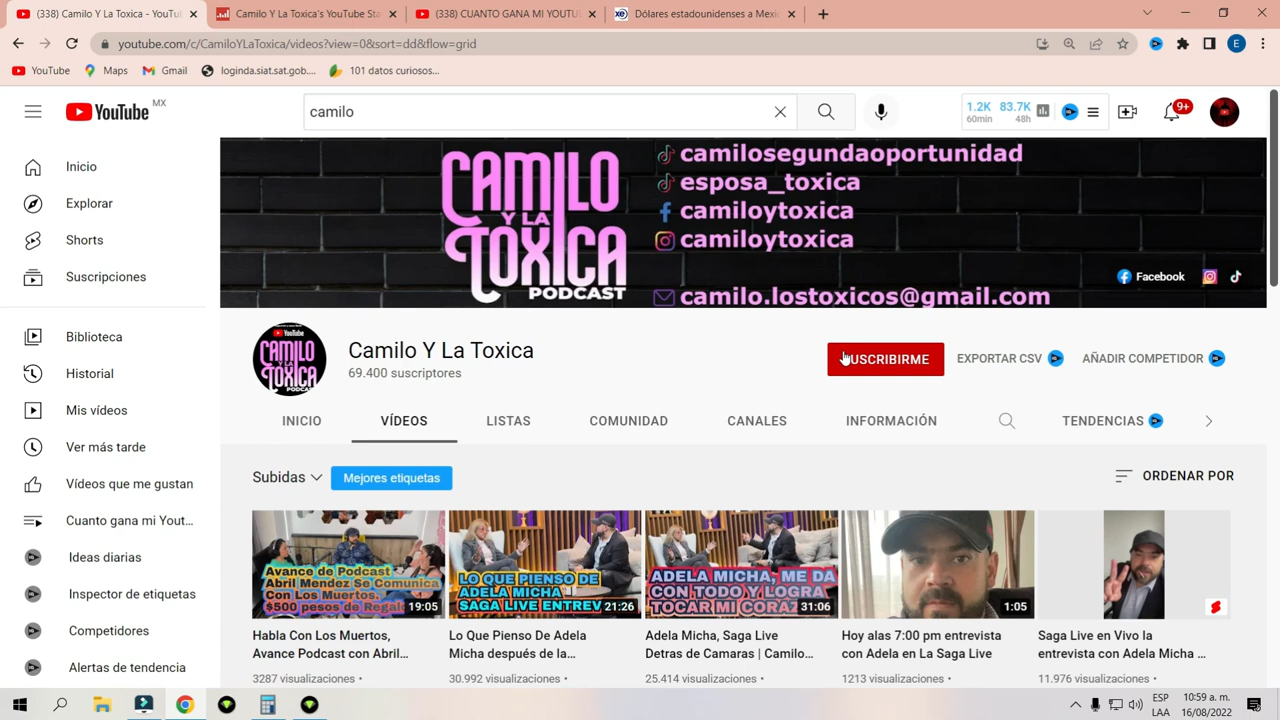 (338) Camilo Y La Toxica - YouTu
Camilo Y La Toxica's YouTube Sta
(338) CUANTO GANA MI YOUTU
xe
Dólares estadounidenses a Mexic
youtube.com/c/CamiloYLaToxica/videos?view=0&sort=dd&flow=grid
E
YouTube
Maps
Gmail
loginda.siat.sat.gob....
101 datos curiosos...
YouTube MX
camilo
1.2K
60min
83.7K
48h
9+
Inicio
Explorar
Shorts
Suscripciones
Biblioteca
Historial
Mis vídeos
Ver más tarde
Vídeos que me gustan
Cuanto gana mi Yout...
Ideas diarias
Inspector de etiquetas
Competidores
Alertas de tendencia
CAMILO
Y LA
TOXICA
PODCAST
camilosegundaoportunidad
esposa_toxica
camiloytoxica
camiloytoxica
camilo.lostoxicos@gmail.com
Facebook
YouTube
CAMILO
Y LA
TOXICA
PODCAST
Camilo Y La Toxica
69.400 suscriptores
SUSCRIBIRME
EXPORTAR CSV
AÑADIR COMPETIDOR
INICIO
VÍDEOS
LISTAS
COMUNIDAD
CANALES
INFORMACIÓN
TENDENCIAS
Subidas
Mejores etiquetas
ORDENAR POR
Avance de Podcast
Abril Mendez Se Comunica
Con Los Muertos.
$500 pesos de Regalo
19:05
Habla Con Los Muertos,
Avance Podcast con Abril...
3287 visualizaciones •
LO QUE PIENSO DE
ADELA MICHA
SAGA LIVE ENTREV
21:26
Lo Que Pienso De Adela
Micha después de la...
30.992 visualizaciones •
ADELA MICHA, ME DA
CON TODO Y LOGRA
TOCAR MI CORAZ
31:06
Adela Micha, Saga Live
Detras de Camaras | Camilo...
25.414 visualizaciones •
1:05
Hoy alas 7:00 pm entrevista
con Adela en La Saga Live
1213 visualizaciones •
Saga Live en Vivo la
entrevista con Adela Micha ...
11.976 visualizaciones •
ESP
LAA
10:59 a. m.
16/08/2022